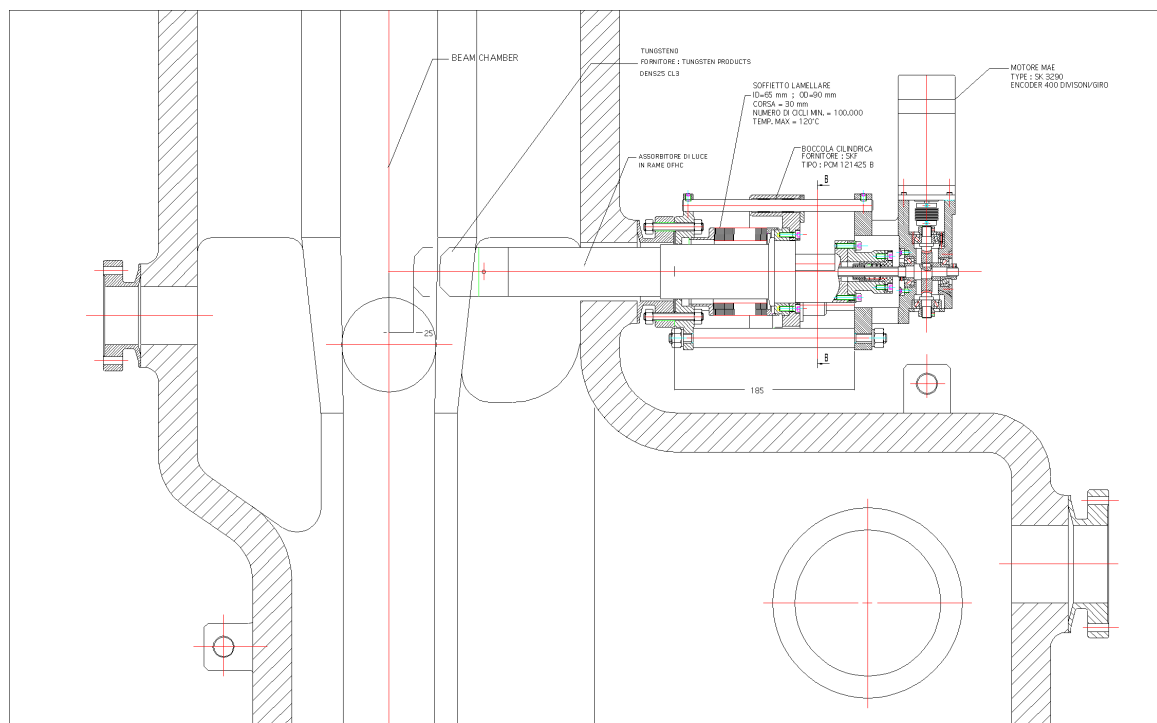 BEAM CHAMBER
TUNGSTENO
FORNITORE : TUNGSTEN PRODUCTS
DENS25 CL3
SOFFIETTO LAMELLARE
ID=65 mm ; OD=90 mm
CORSA = 30 mm
NUMERO DI CICLI MIN. = 100.000
TEMP. MAX = 120°C
MOTORE MAE
TYPE : SK 3290
ENCODER 400 DIVISONI/GIRO
ASSORBITORE DI LUCE
IN RAME OFHC
BOCCOLA CILINDRICA
FORNITORE : SKF
TIPO : PCM 121425 B
B
25
B
185